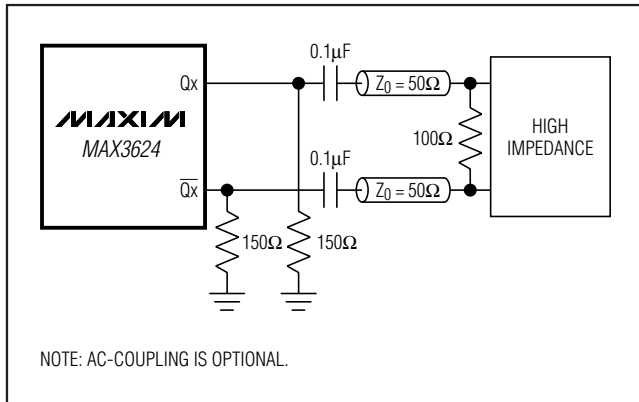 0.1µF
Qx
Z0 = 50Ω
MAXIM
MAX3624
100Ω
HIGH
IMPEDANCE
0.1µF
Q̅x̅
Z0 = 50Ω
150Ω
150Ω
NOTE: AC-COUPLING IS OPTIONAL.